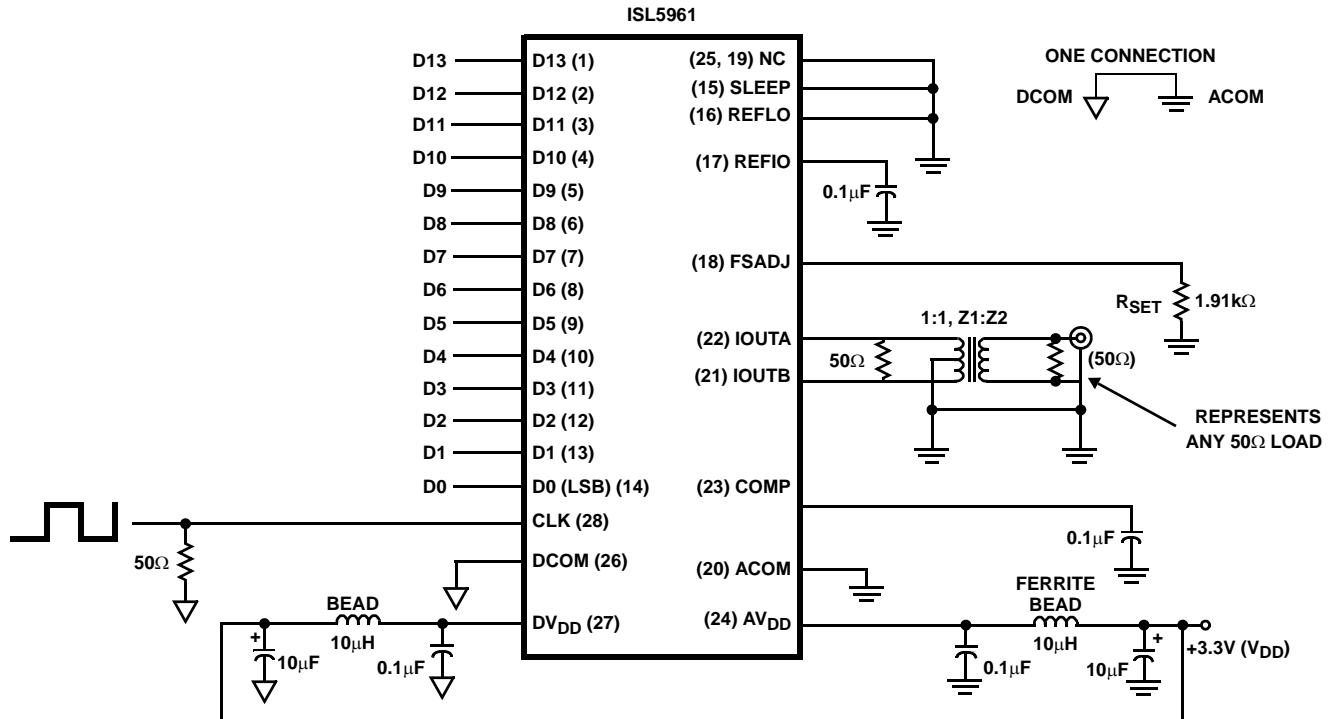 ISL5961
D13
D13 (1)
D12
D12 (2)
D11
D11 (3)
D10
D10 (4)
D9
D9 (5)
D8
D8 (6)
D7
D7 (7)
D6
D6 (8)
D5
D5 (9)
D4
D4 (10)
D3
D3 (11)
D2
D2 (12)
D1
D1 (13)
D0
D0 (LSB) (14)
CLK (28)
50Ω
DCOM (26)
BEAD
DVDD (27)
+
10µH
10µF
0.1µF
(25, 19) NC
(15) SLEEP
(16) REFLO
(17) REFIO
0.1µF
(18) FSADJ
RSET
1.91kΩ
1:1, Z1:Z2
(22) IOUTA
50Ω
(50Ω)
(21) IOUTB
REPRESENTS
ANY 50Ω LOAD
(23) COMP
0.1µF
(20) ACOM
FERRITE
BEAD
(24) AVDD
10µH
+
0.1µF
10µF
+3.3V (VDD)
ONE CONNECTION
DCOM
ACOM